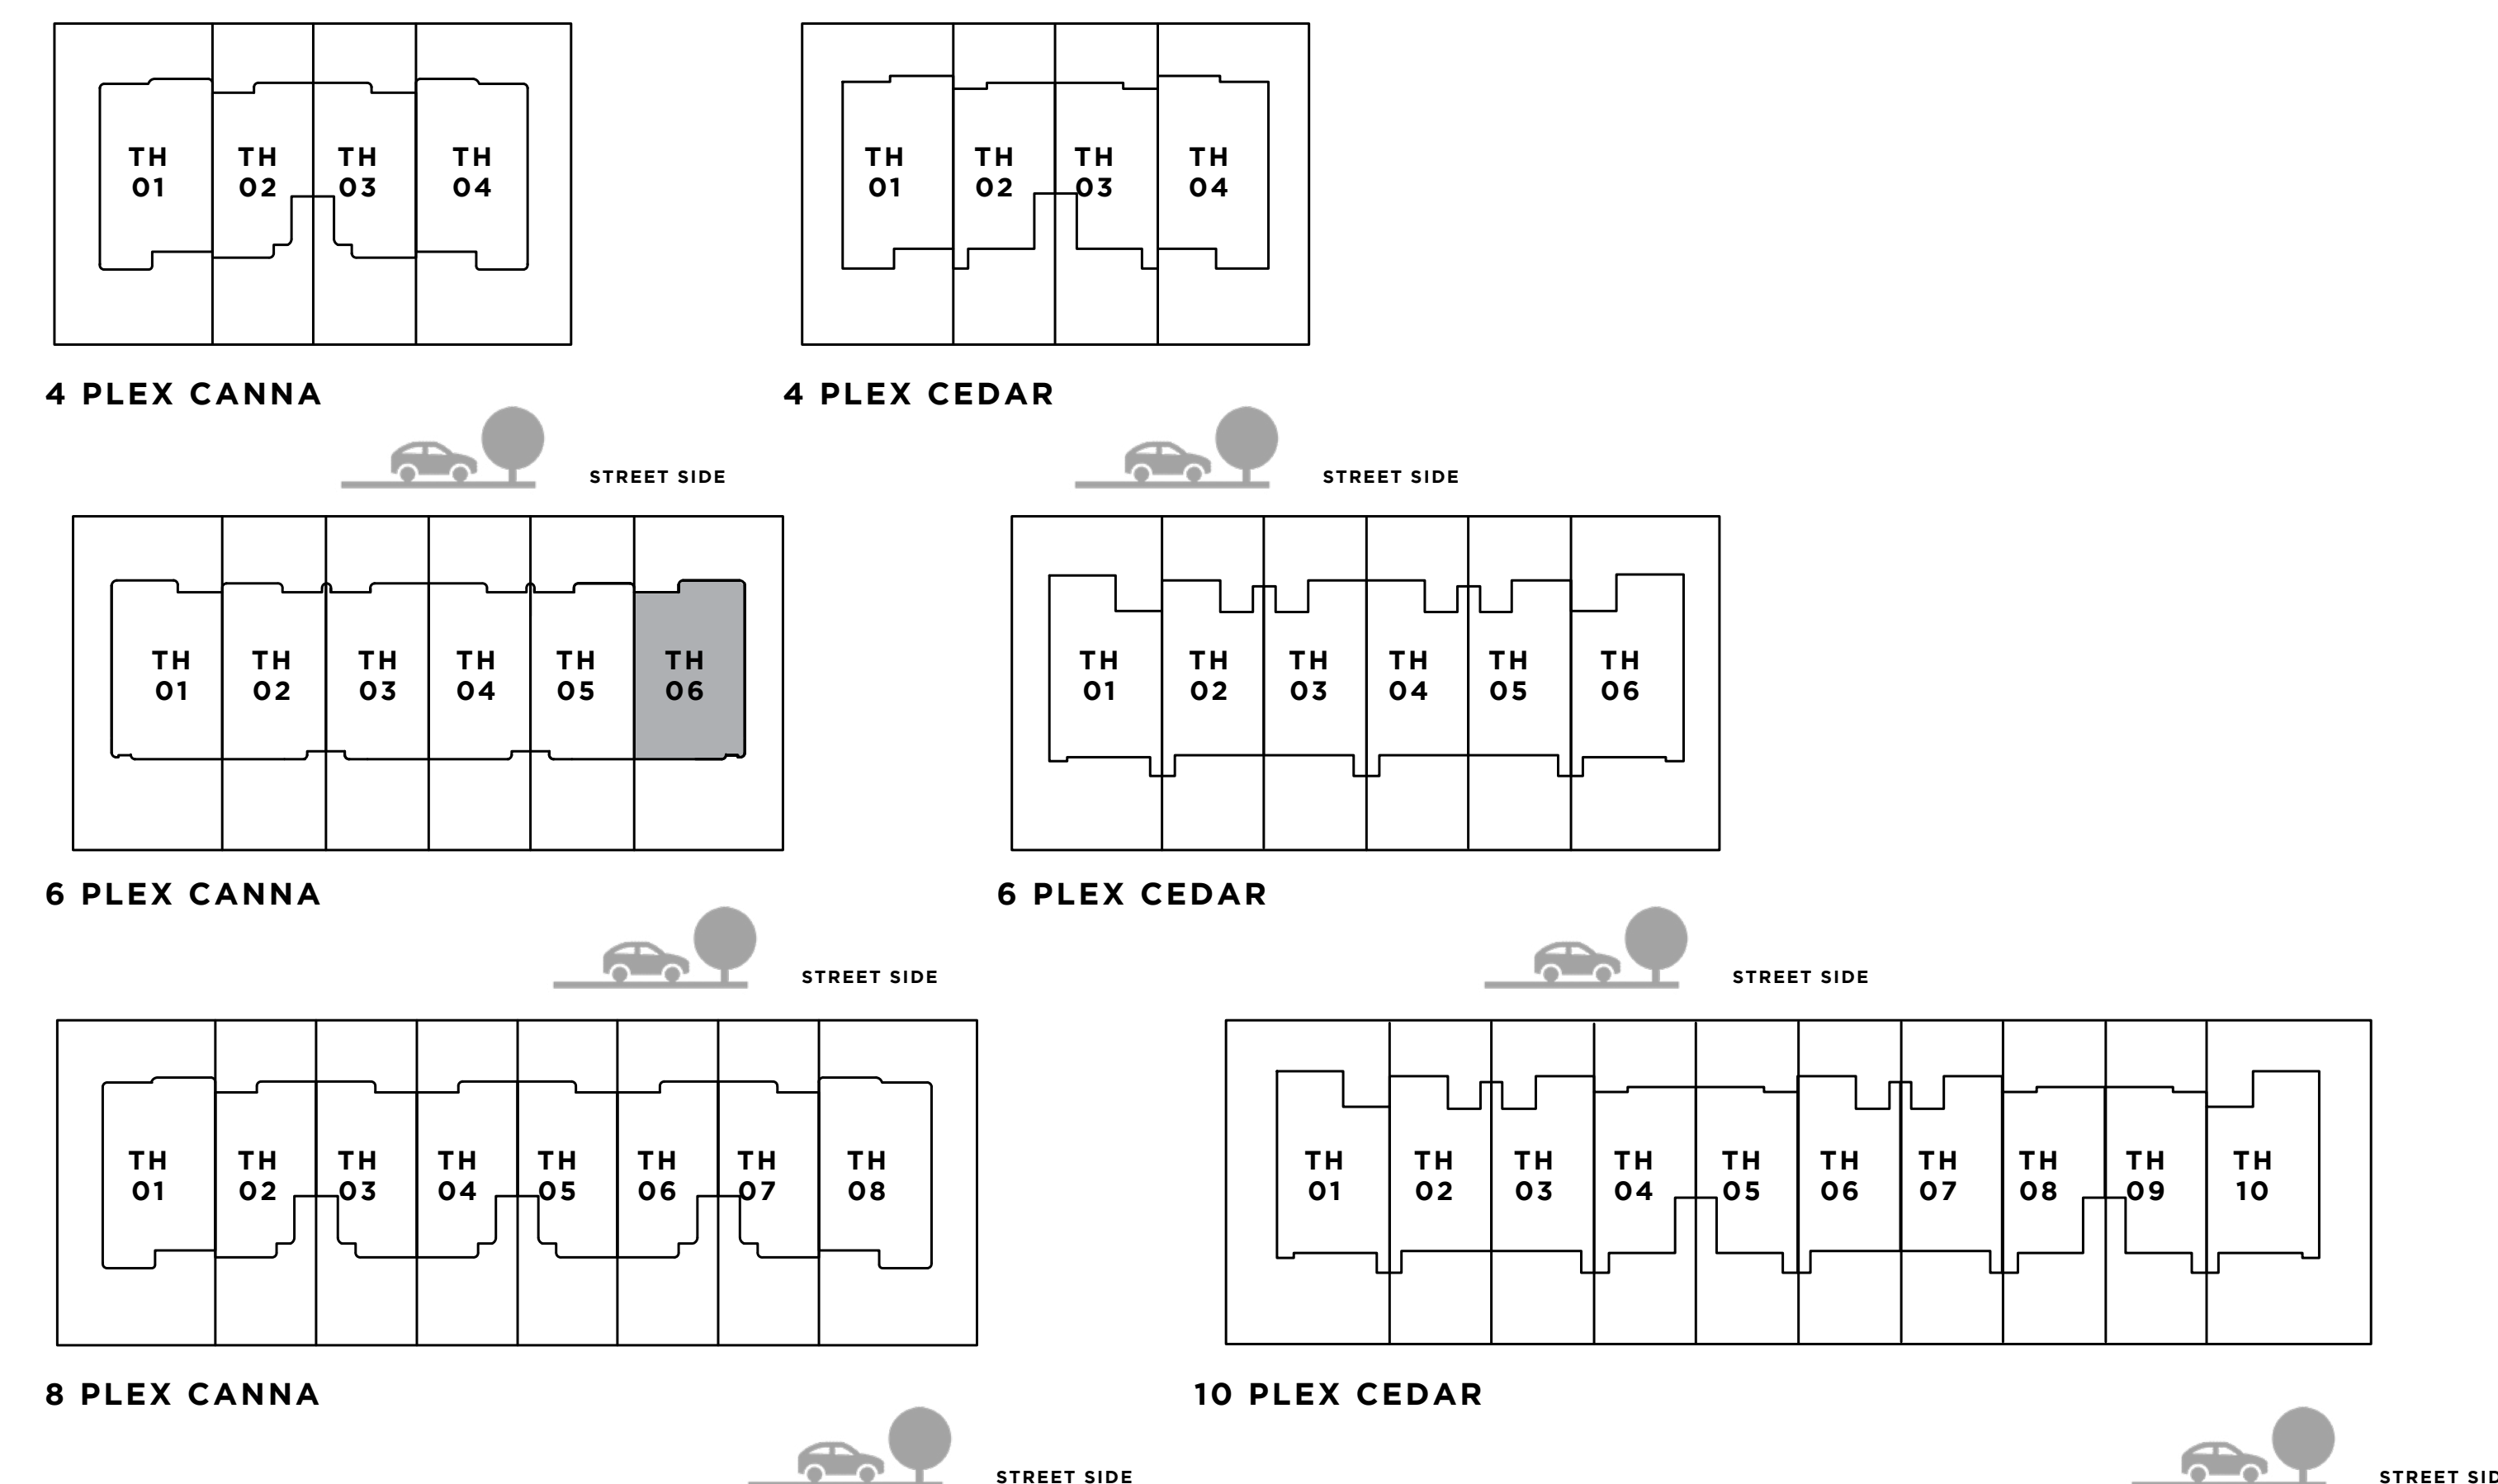 TH TH TH TH
01 02 03 04
4 PLEX CANNA
STREET SIDE
TH TH TH TH
01 02 03 04
4 PLEX CEDAR
STREET SIDE
TH TH TH TH TH TH
01 02 03 04 05 06
6 PLEX CANNA
STREET SIDE
TH TH TH TH TH TH
01 02 03 04 05 06
6 PLEX CEDAR
STREET SIDE
TH TH TH TH TH TH TH TH
01 02 03 04 05 06 07 08
8 PLEX CANNA
STREET SIDE
TH TH TH TH TH TH TH TH TH TH
01 02 03 04 05 06 07 08 09 10
10 PLEX CEDAR
STREET SID